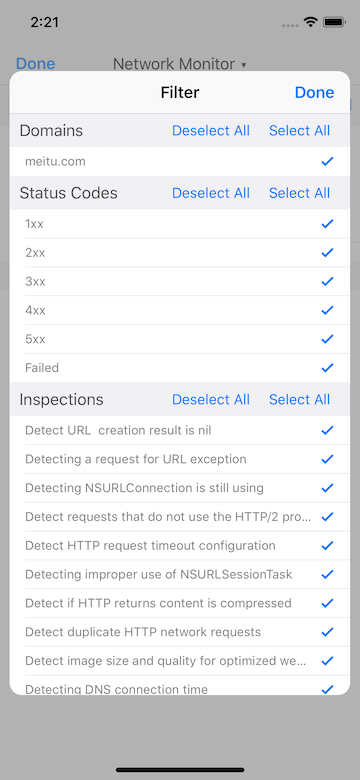 2:21
Done Network Monitor ▾
Filter Done
Domains Deselect All Select All
meitu.com
Status Codes Deselect All Select All
1xx
2xx
3xx
4xx
5xx
Failed
Inspections Deselect All Select All
Detect URL  creation result is nil
Detecting a request for URL exception
Detecting NSURLConnection is still using
Detect requests that do not use the HTTP/2 pro...
Detect HTTP request timeout configuration
Detecting improper use of NSURLSessionTask
Detect if HTTP returns content is compressed
Detect duplicate HTTP network requests
Detect image size and quality for optimized we...
Detecting DNS connection time